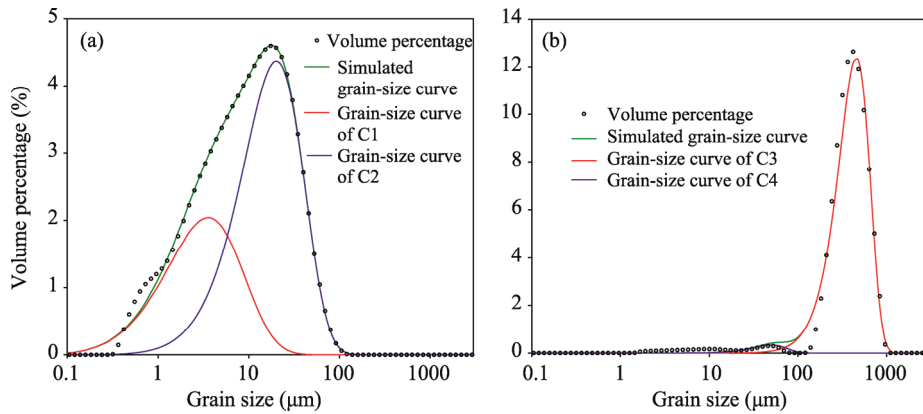 (a)
Volume percentage
Simulated
grain-size curve
Grain-size curve
of C1
Grain-size curve
of C2
Volume percentage (%)
5
4
3
2
1
0
0.1
1
10
100
1000
Grain size (μm)
(b)
Volume percentage
Simulated grain-size curve
Grain-size curve of C3
Grain-size curve of C4
14
12
10
8
6
4
2
0
0.1
1
10
100
1000
Grain size (μm)